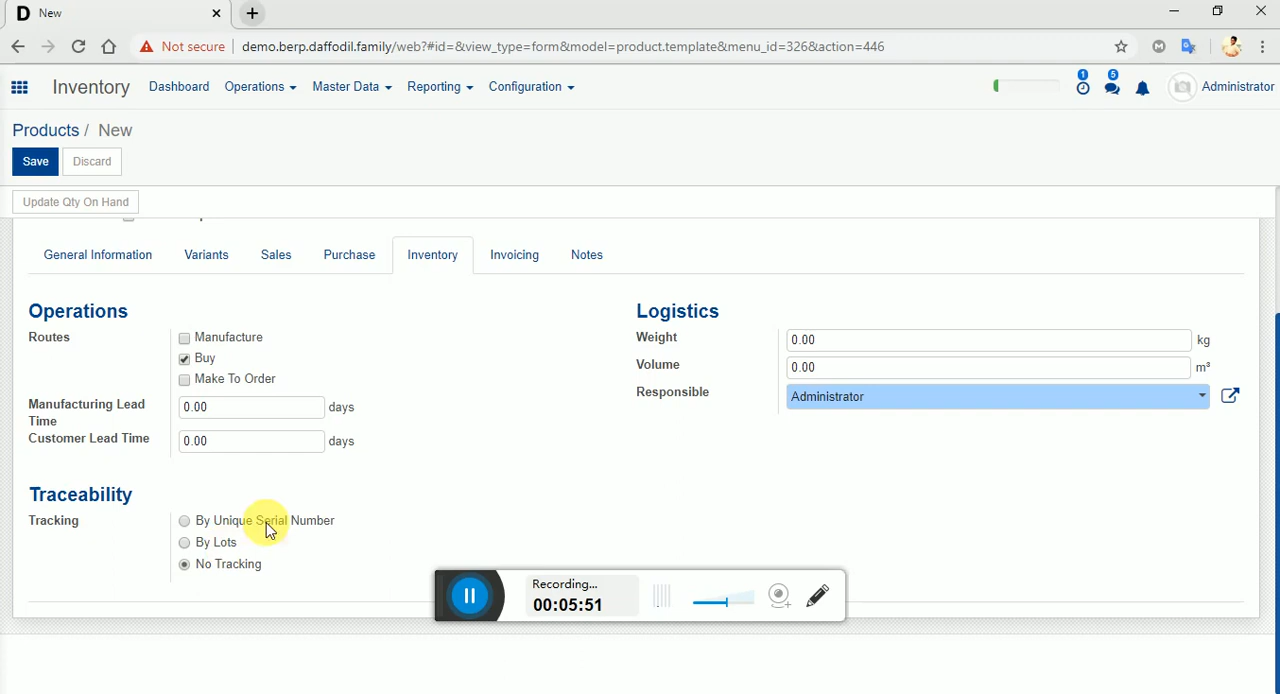 D New
Not secure demo.berp.daffodil.family/web?#id=&view_type=form&model=product.template&menu_id=326&action=446
Inventory Dashboard Operations Master Data Reporting Configuration 1 5 Administrator
Products / New
Save Discard
Update Qty On Hand
General Information Variants Sales Purchase Inventory Invoicing Notes
Operations Logistics
Routes Manufacture Weight 0.00 kg
Buy Volume 0.00 m³
Make To Order Responsible Administrator
Manufacturing Lead Time 0.00 days
Customer Lead Time 0.00 days
Traceability
Tracking By Unique Serial Number
By Lots
No Tracking
Recording...
00:05:51